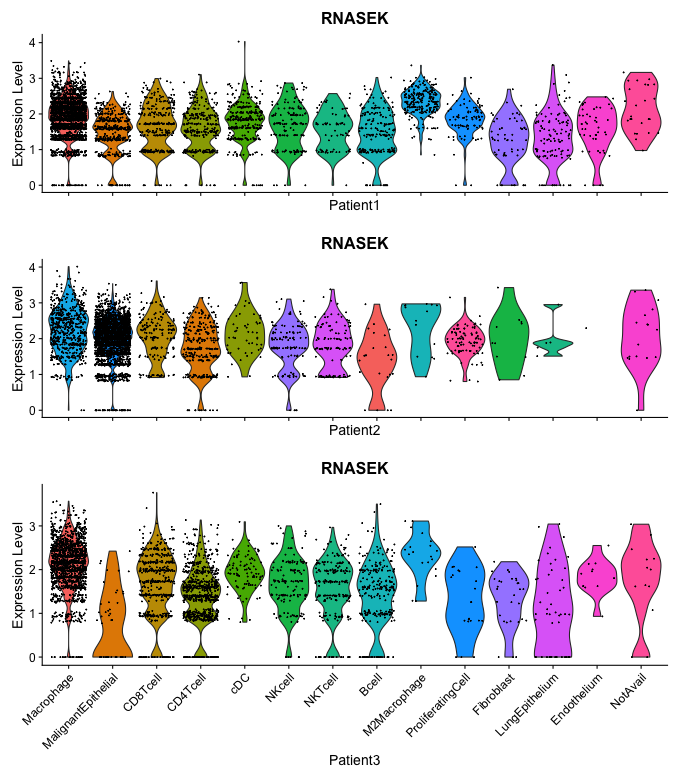 RNASEK
Expression Level
4
3
2
1
0
Patient1
RNASEK
Expression Level
4
3
2
1
0
Patient2
RNASEK
Expression Level
3
2
1
0
Macrophage
MalignantEpithelial
CD8Tcell
CD4Tcell
cDC
NKcell
NKTcell
Bcell
M2Macrophage
ProliferatingCell
Fibroblast
LungEpithelium
Endothelium
NotAvail
Patient3